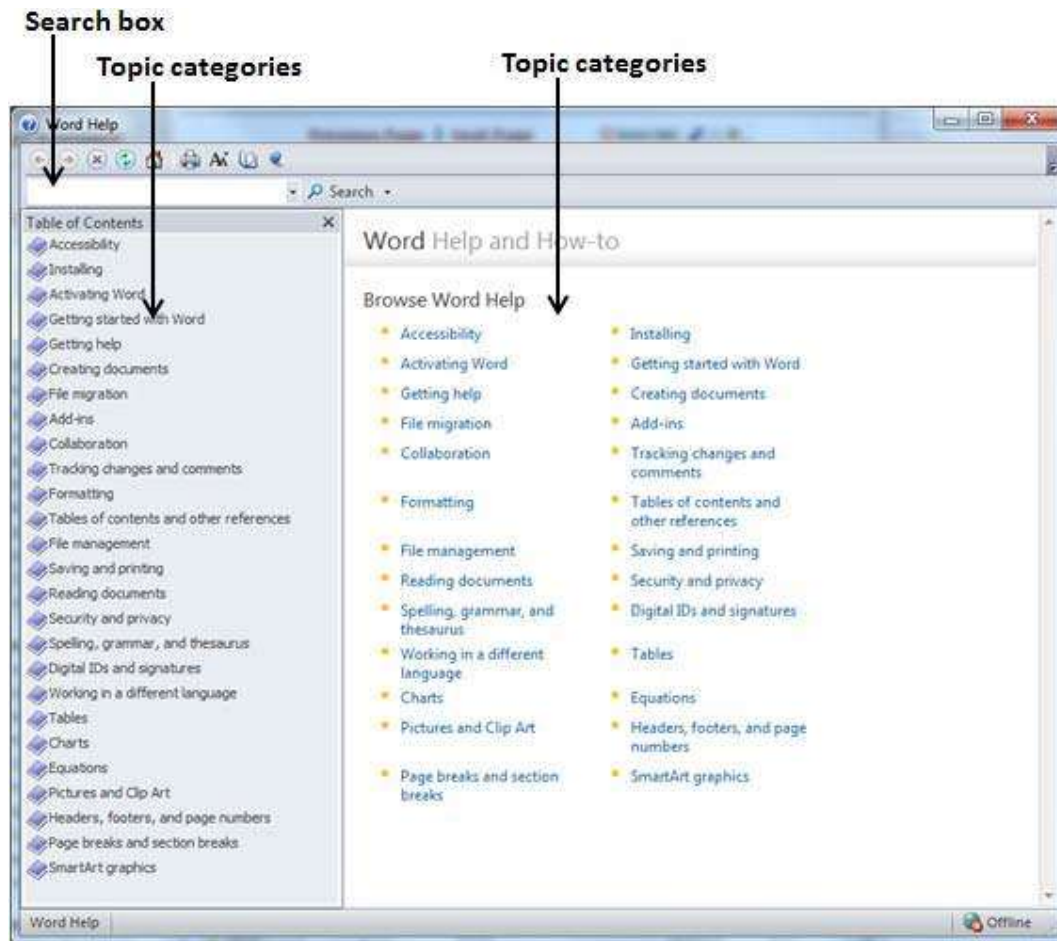 Search box
Topic categories
Topic categories
Word Help
Search
Table of Contents
Accessibility
Installing
Activating Word
Getting started with Word
Getting help
Creating documents
File migration
Add-ins
Collaboration
Tracking changes and comments
Formatting
Tables of contents and other references
File management
Saving and printing
Reading documents
Security and privacy
Spelling, grammar, and thesaurus
Digital IDs and signatures
Working in a different language
Tables
Charts
Equations
Pictures and Clip Art
Headers, footers, and page numbers
Page breaks and section breaks
SmartArt graphics
Word Help and How-to
Browse Word Help
Accessibility
Installing
Activating Word
Getting started with Word
Getting help
Creating documents
File migration
Add-ins
Collaboration
Tracking changes and
comments
Formatting
Tables of contents and
other references
File management
Saving and printing
Reading documents
Security and privacy
Spelling, grammar, and
thesaurus
Digital IDs and signatures
Working in a different
language
Tables
Charts
Equations
Pictures and Clip Art
Headers, footers, and page
numbers
Page breaks and section
breaks
SmartArt graphics
Word Help
Offline